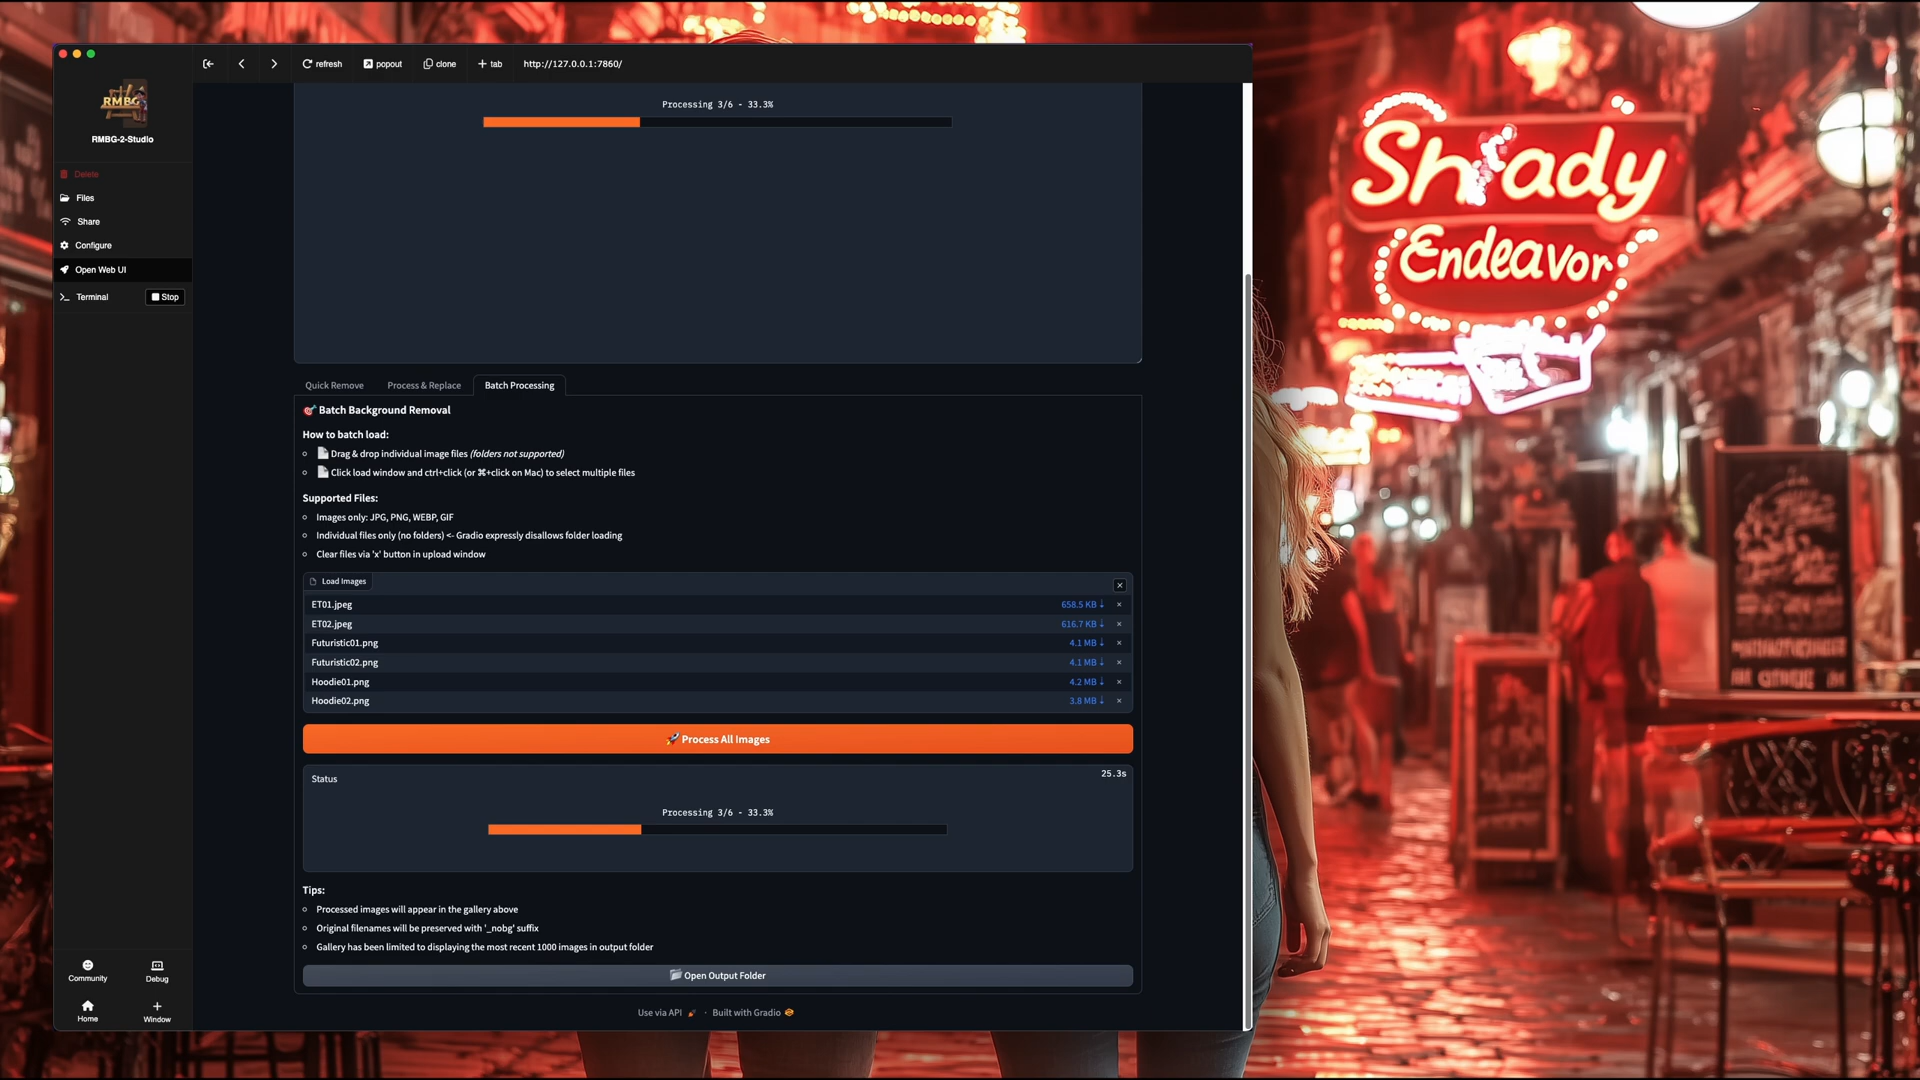 refresh
popout
clone
tab
http://127.0.0.1:7860/
RMBG
RMBG-2-Studio
Delete
Files
Share
Configure
Open Web UI
Terminal
Stop
Community
Debug
Home
Window
Processing 3/6 - 33.3%
Quick Remove
Process & Replace
Batch Processing
🎯 Batch Background Removal
How to batch load:
📄 Drag & drop individual image files (folders not supported)
📄 Click load window and ctrl+click (or ⌘+click on Mac) to select multiple files
Supported Files:
Images only: JPG, PNG, WEBP, GIF
Individual files only (no folders) <- Gradio expressly disallows folder loading
Clear files via 'x' button in upload window
Load Images
ET01.jpeg 658.5 KB ↓
ET02.jpeg 616.7 KB ↓
Futuristic01.png 4.1 MB ↓
Futuristic02.png 4.1 MB ↓
Hoodie01.png 4.2 MB ↓
Hoodie02.png 3.8 MB ↓
🚀 Process All Images
Status 25.3s
Processing 3/6 - 33.3%
Tips:
Processed images will appear in the gallery above
Original filenames will be preserved with '_nobg' suffix
Gallery has been limited to displaying the most recent 1000 images in output folder
📂 Open Output Folder
Use via API · Built with Gradio
Shady
Endeavor